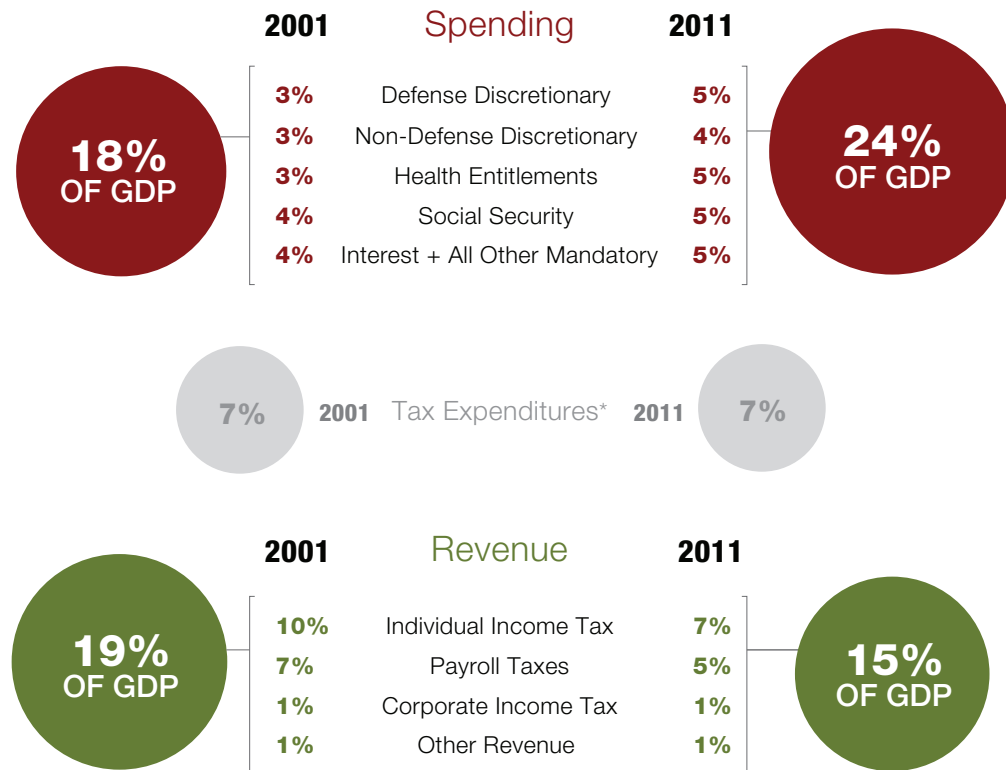 2001 Spending 2011
18%
OF GDP
3% Defense Discretionary 5%
3% Non-Defense Discretionary 4%
3% Health Entitlements 5%
4% Social Security 5%
4% Interest + All Other Mandatory 5%
24%
OF GDP
7% 2001 Tax Expenditures* 2011 7%
2001 Revenue 2011
19%
OF GDP
10% Individual Income Tax 7%
7% Payroll Taxes 5%
1% Corporate Income Tax 1%
1% Other Revenue 1%
15%
OF GDP